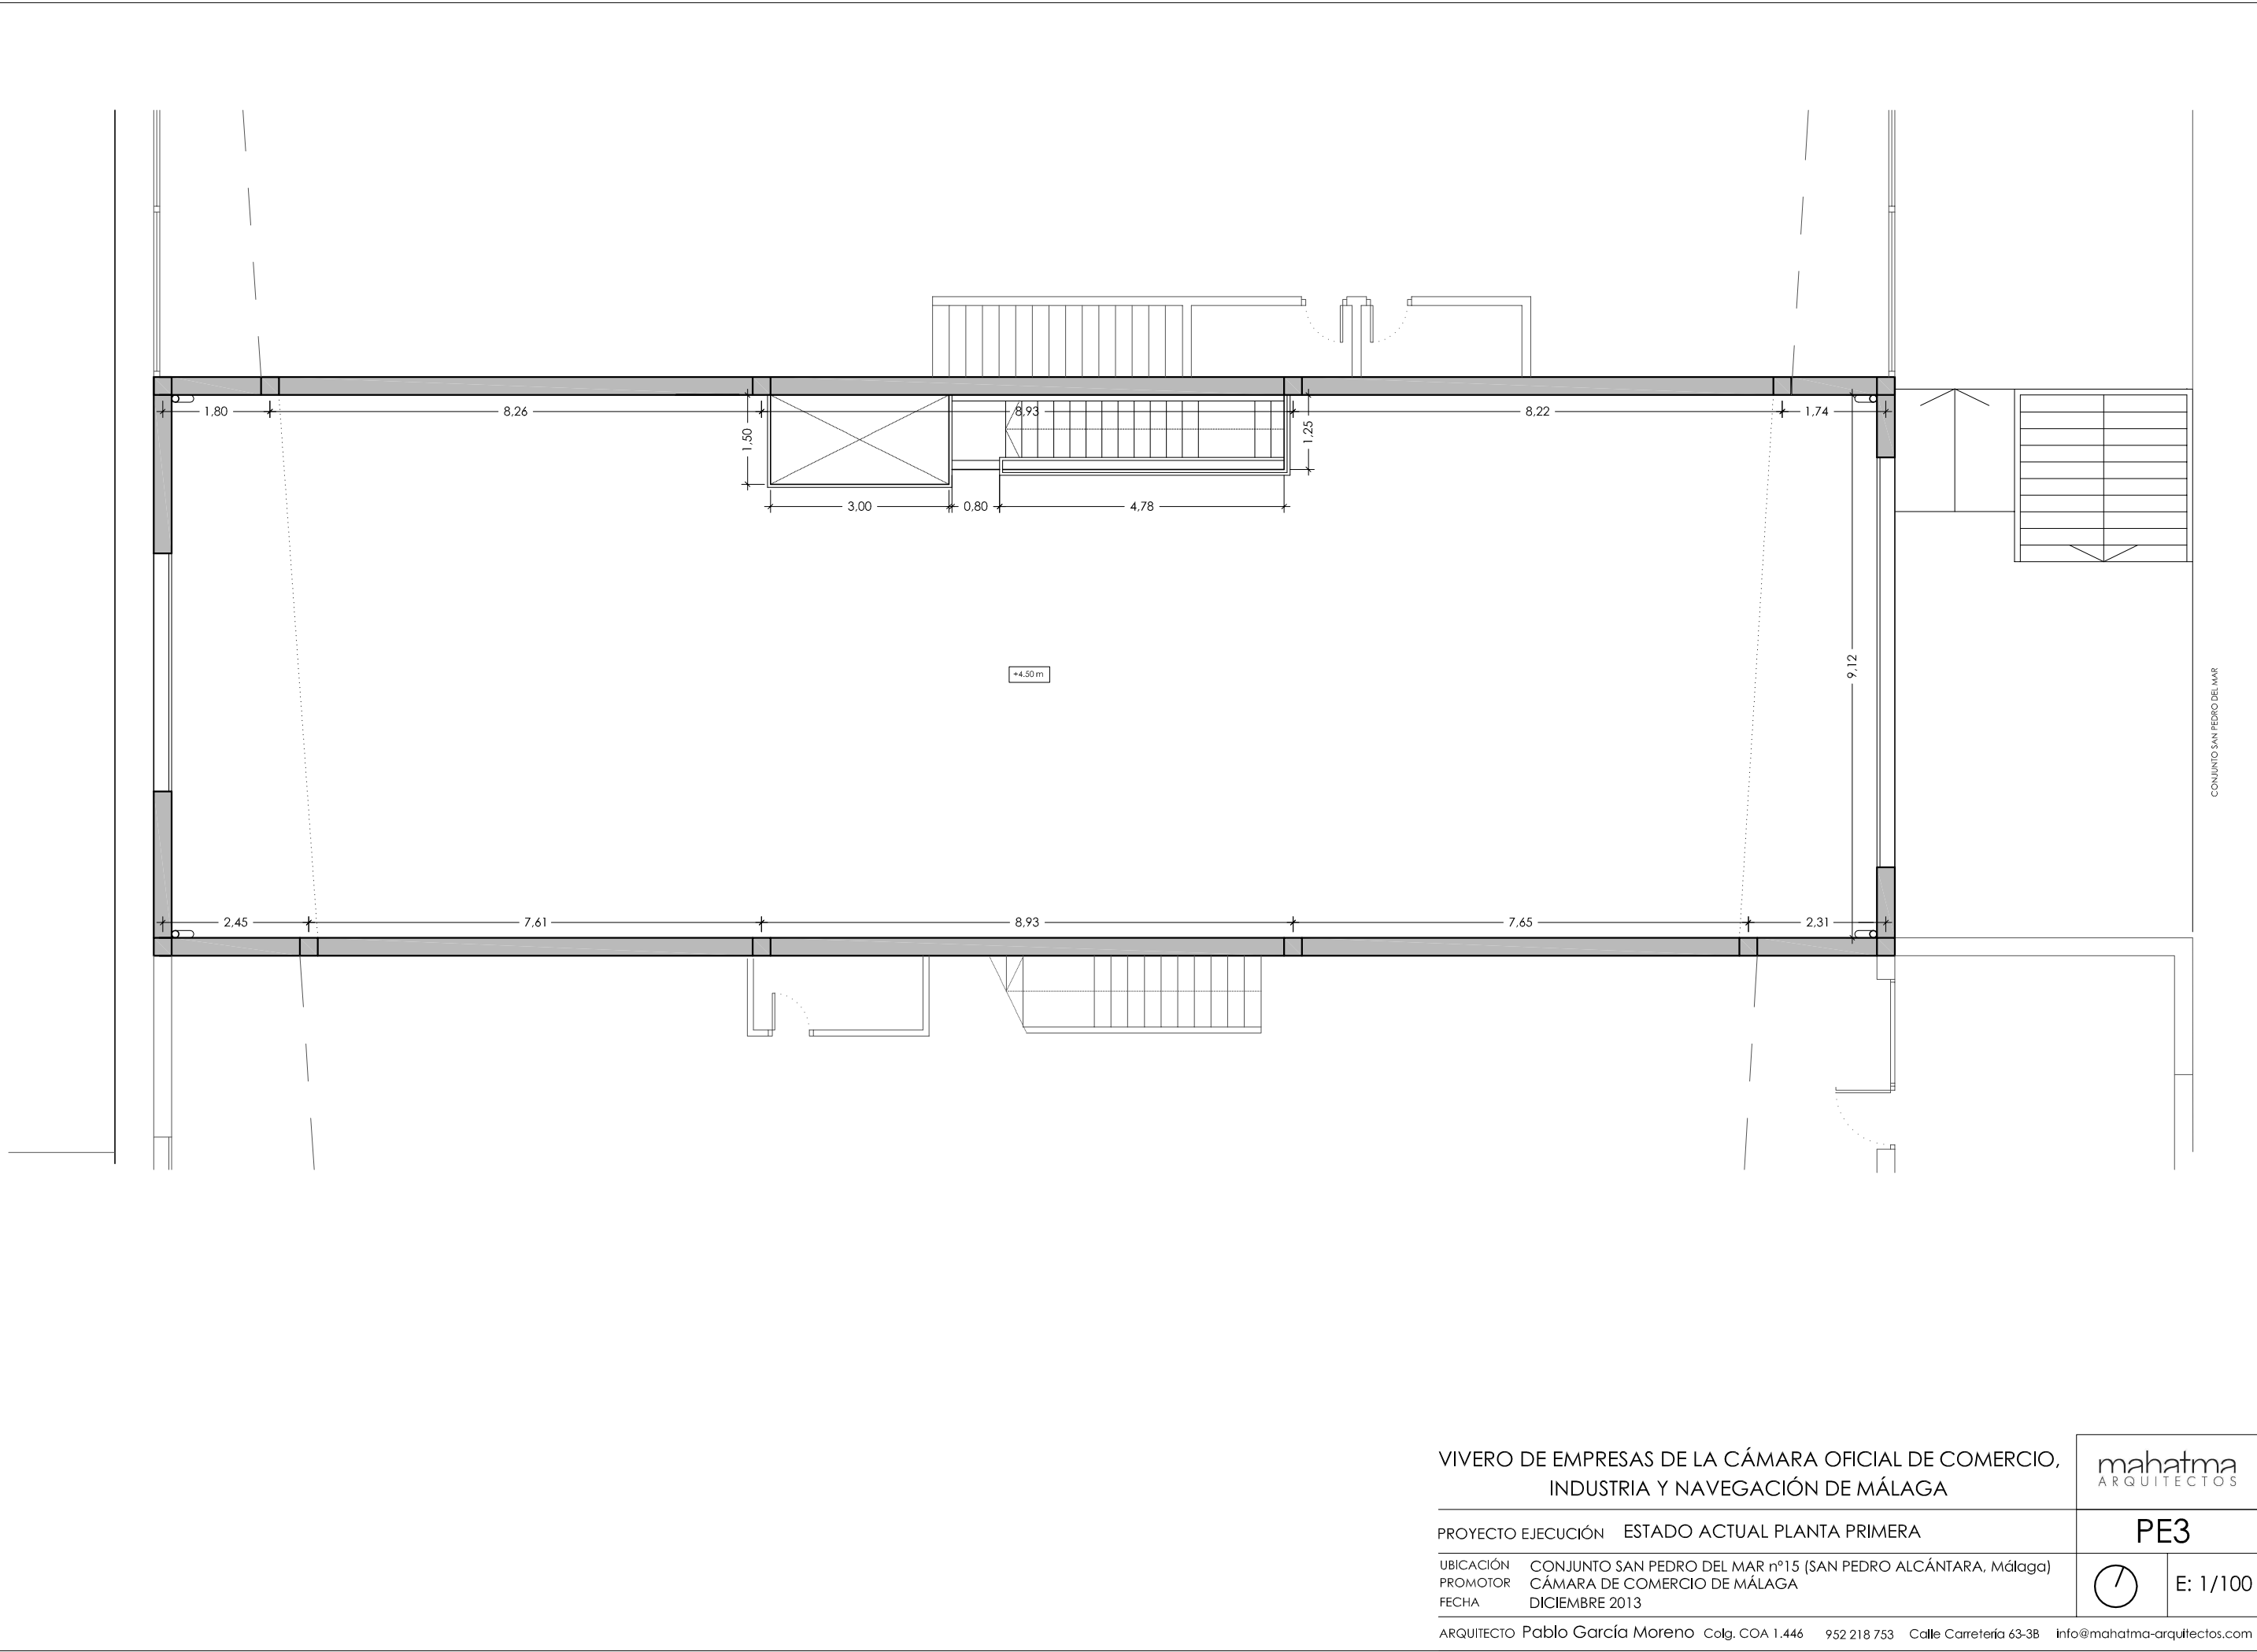 1,80
8,26
8,93
8,22
1,74
1,50
1,25
3,00
0,80
4,78
+4.50 m
9,12
CONJUNTO SAN PEDRO DEL MAR
2,45
7,61
8,93
7,65
2,31
VIVERO DE EMPRESAS DE LA CÁMARA OFICIAL DE COMERCIO,
INDUSTRIA Y NAVEGACIÓN DE MÁLAGA
mahatma
ARQUITECTOS
PROYECTO EJECUCIÓN ESTADO ACTUAL PLANTA PRIMERA
PE3
UBICACIÓN CONJUNTO SAN PEDRO DEL MAR nº15 (SAN PEDRO ALCÁNTARA, Málaga)
PROMOTOR CÁMARA DE COMERCIO DE MÁLAGA
FECHA DICIEMBRE 2013
E: 1/100
ARQUITECTO Pablo García Moreno Colg. COA 1.446 952 218 753 Calle Carretería 63-3B info@mahatma-arquitectos.com